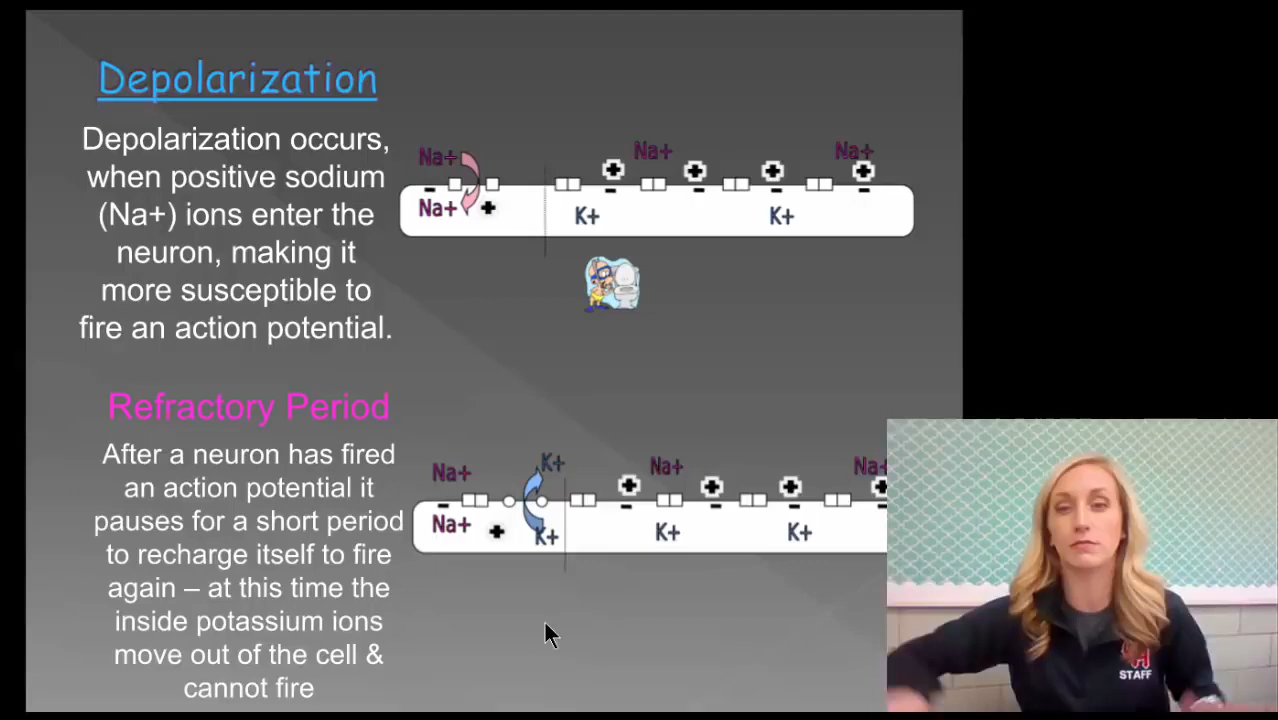 Depolarization
Depolarization occurs,
when positive sodium
(Na+) ions enter the
neuron, making it
more susceptible to
fire an action potential.
Na+ Na+ Na+
Na+ K+ K+
Refractory Period
After a neuron has fired
an action potential it
pauses for a short period
to recharge itself to fire
again – at this time the
inside potassium ions
move out of the cell &
cannot fire
Na+ K+ Na+ Na+
Na+ K+ K+ K+
STAFF